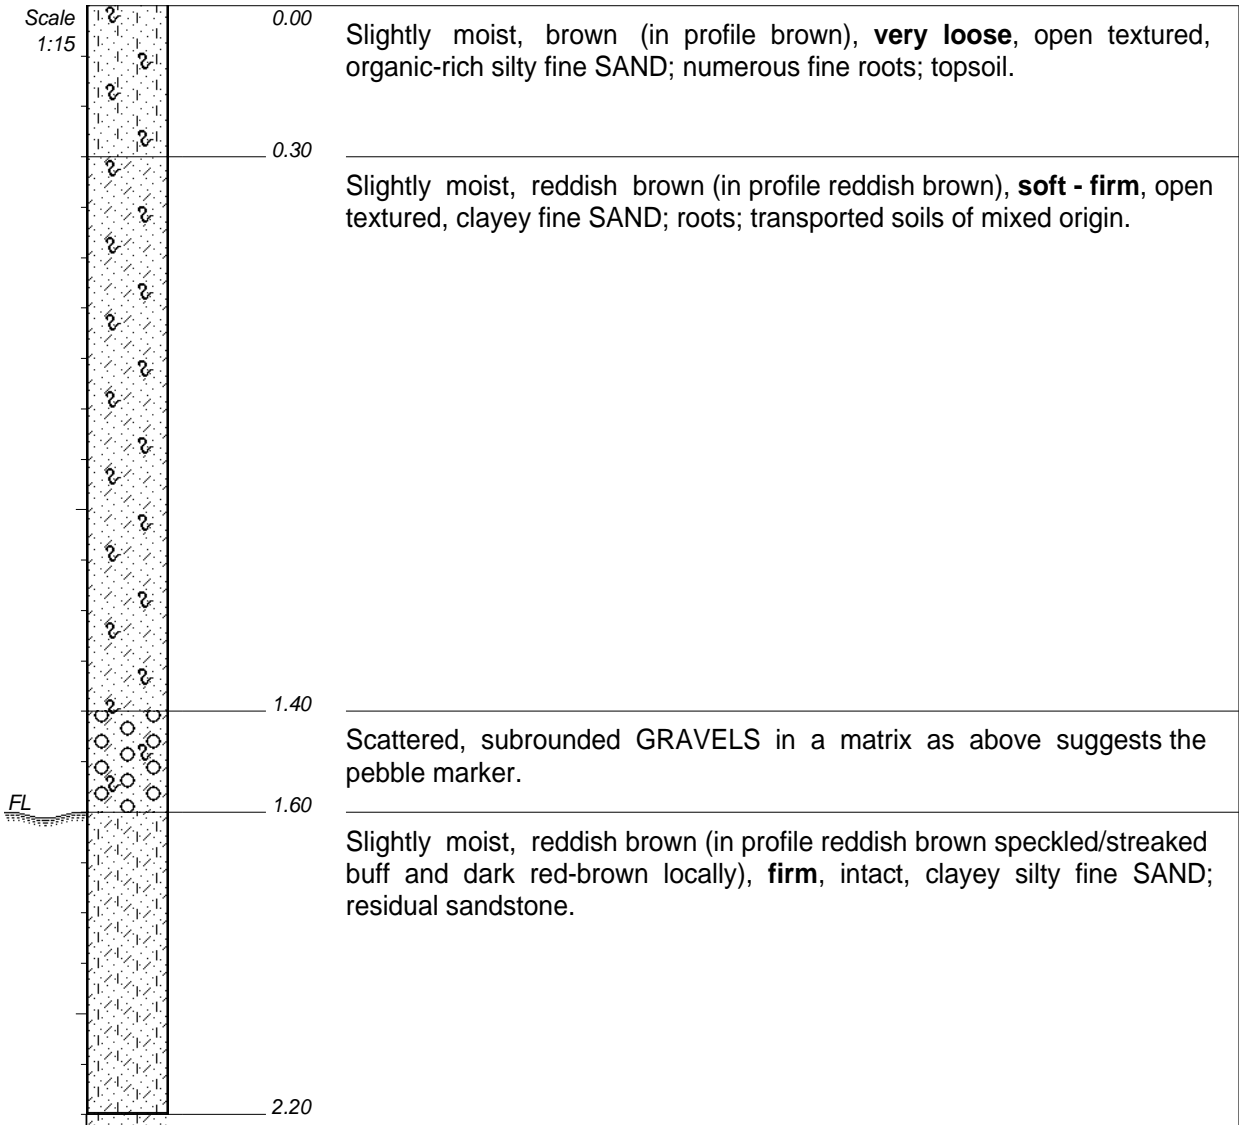 Scale
1:15
0.00
Slightly moist, brown (in profile brown), very loose, open textured,
organic-rich silty fine SAND; numerous fine roots; topsoil.
0.30
Slightly moist, reddish brown (in profile reddish brown), soft - firm, open
textured, clayey fine SAND; roots; transported soils of mixed origin.
1.40
Scattered, subrounded GRAVELS in a matrix as above suggests the
pebble marker.
FL
1.60
Slightly moist, reddish brown (in profile reddish brown speckled/streaked
buff and dark red-brown locally), firm, intact, clayey silty fine SAND;
residual sandstone.
2.20